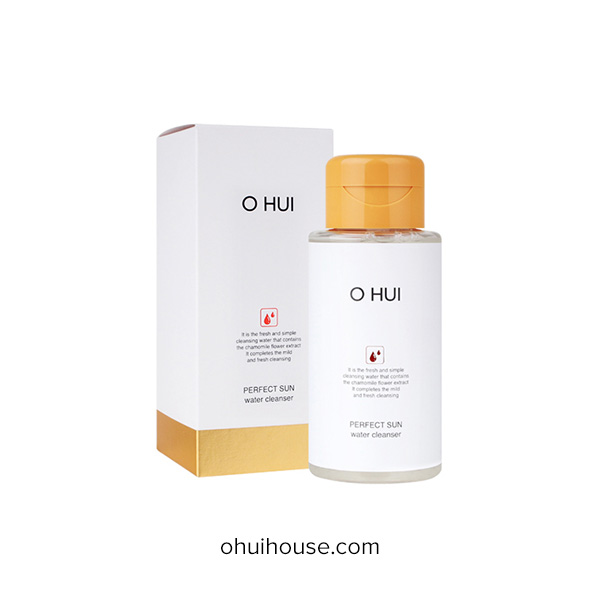 O HUI
It is the fresh and simple
cleansing water that contains
the chamomile flower extract
It completes the mild
and fresh cleansing
PERFECT SUN
water cleanser
O HUI
It is the fresh and simple
cleansing water that contains
the chamomile flower extract
It completes the mild
and fresh cleansing
PERFECT SUN
water cleanser
ohuihouse.com